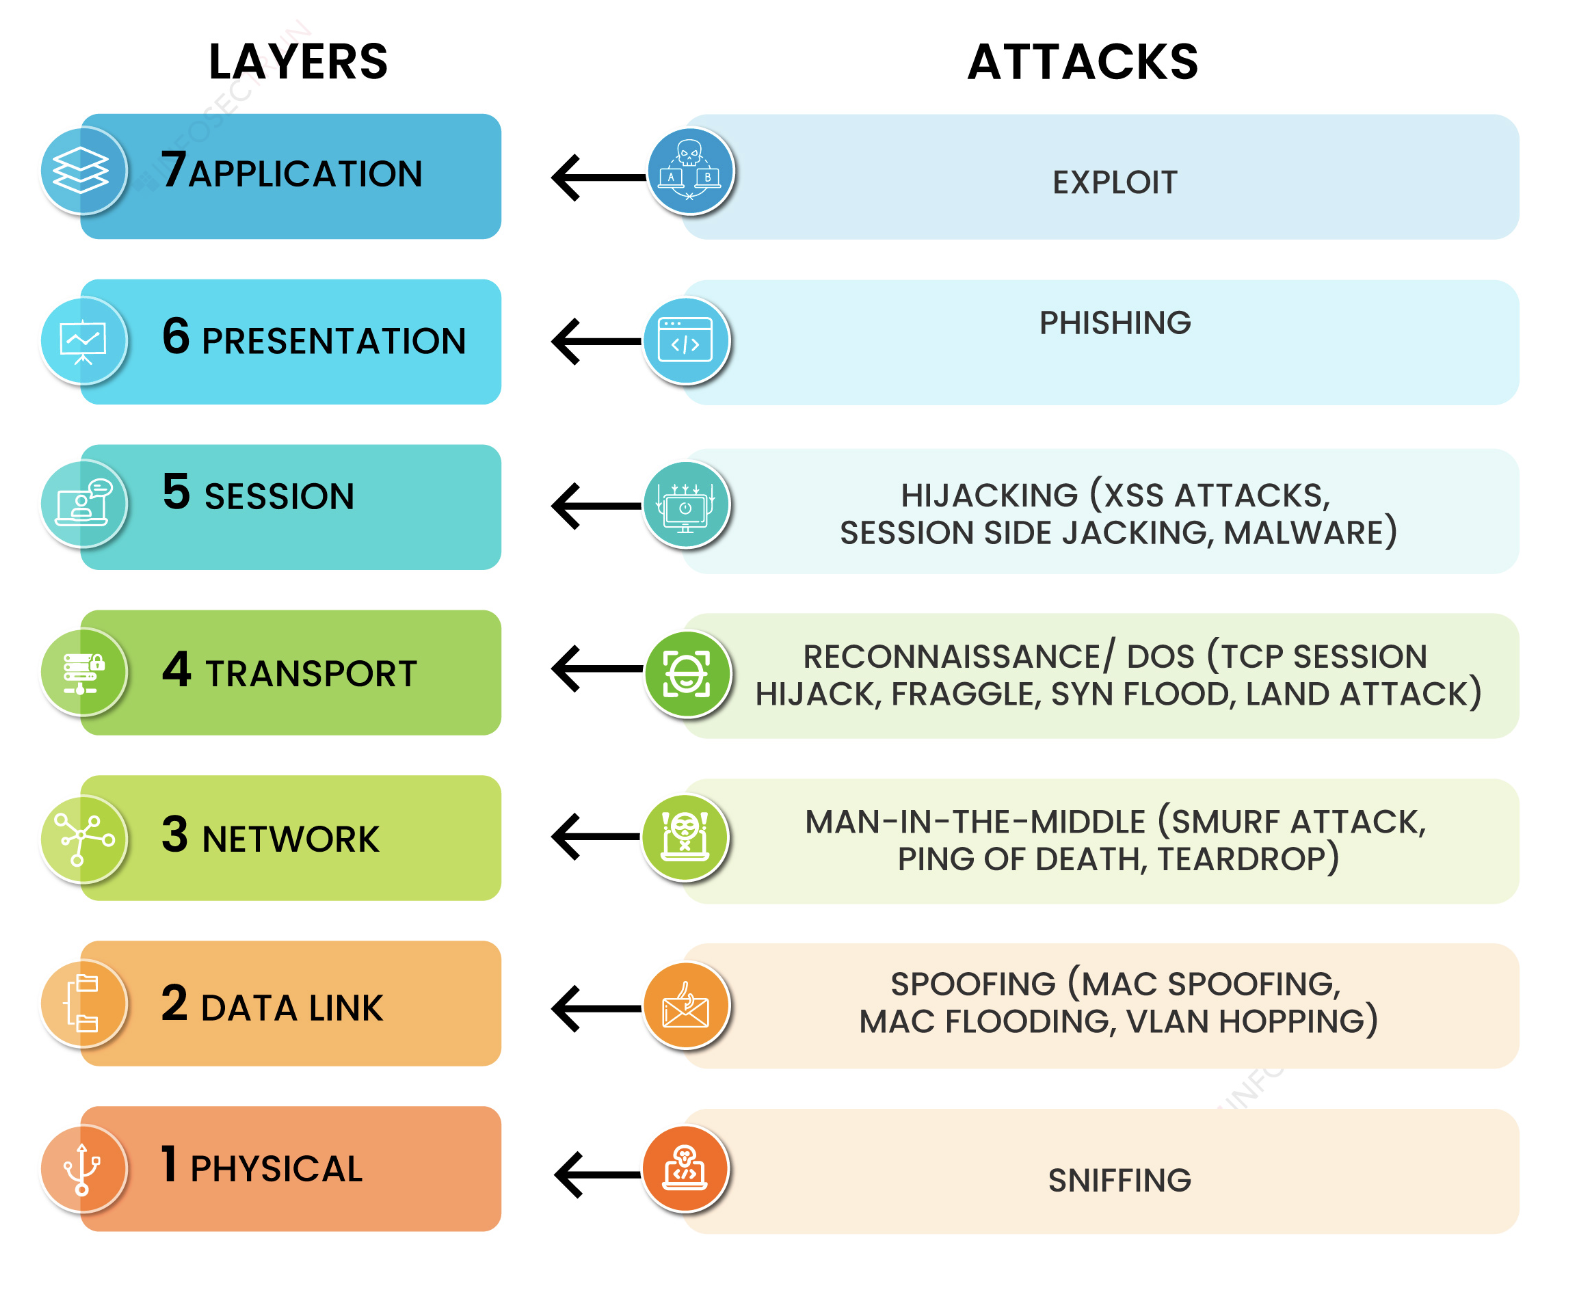 LAYERS
ATTACKS
7APPLICATION
EXPLOIT
A
B
6 PRESENTATION
PHISHING
5 SESSION
HIJACKING (XSS ATTACKS,
SESSION SIDE JACKING, MALWARE)
4 TRANSPORT
RECONNAISSANCE/ DOS (TCP SESSION
HIJACK, FRAGGLE, SYN FLOOD, LAND ATTACK)
3 NETWORK
MAN-IN-THE-MIDDLE (SMURF ATTACK,
PING OF DEATH, TEARDROP)
2 DATA LINK
SPOOFING (MAC SPOOFING,
MAC FLOODING, VLAN HOPPING)
1 PHYSICAL
SNIFFING